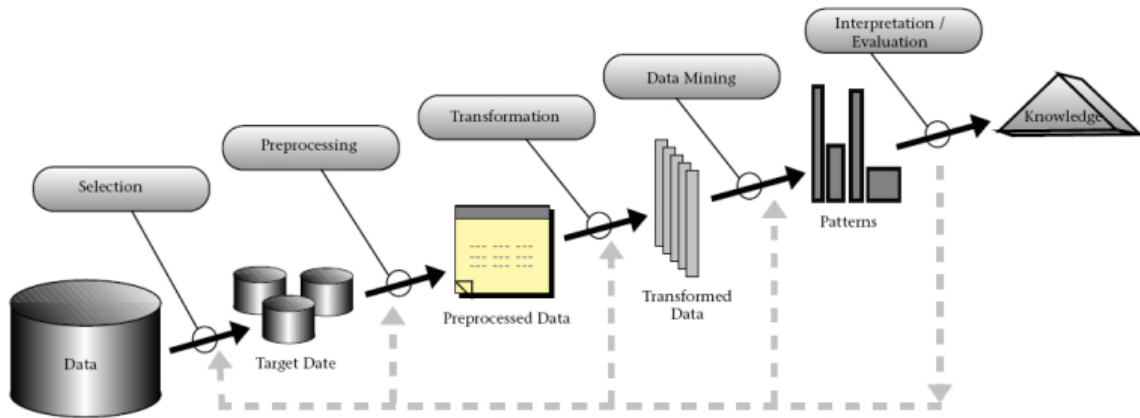 Interpretation /
Evaluation
Data Mining
Transformation
Preprocessing
Selection
Data
Target Date
Preprocessed Data
Transformed
Data
Patterns
Knowledge